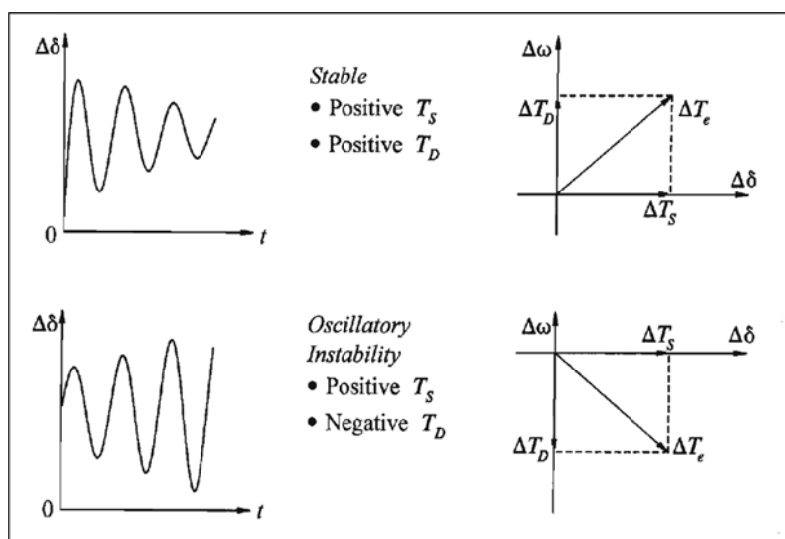 Δδ
0
t
Stable
• Positive T_S
• Positive T_D
Δω
ΔT_D
ΔT_e
Δδ
ΔT_S
Δδ
0
t
Oscillatory
Instability
• Positive T_S
• Negative T_D
Δω
ΔT_S
Δδ
ΔT_D
ΔT_e